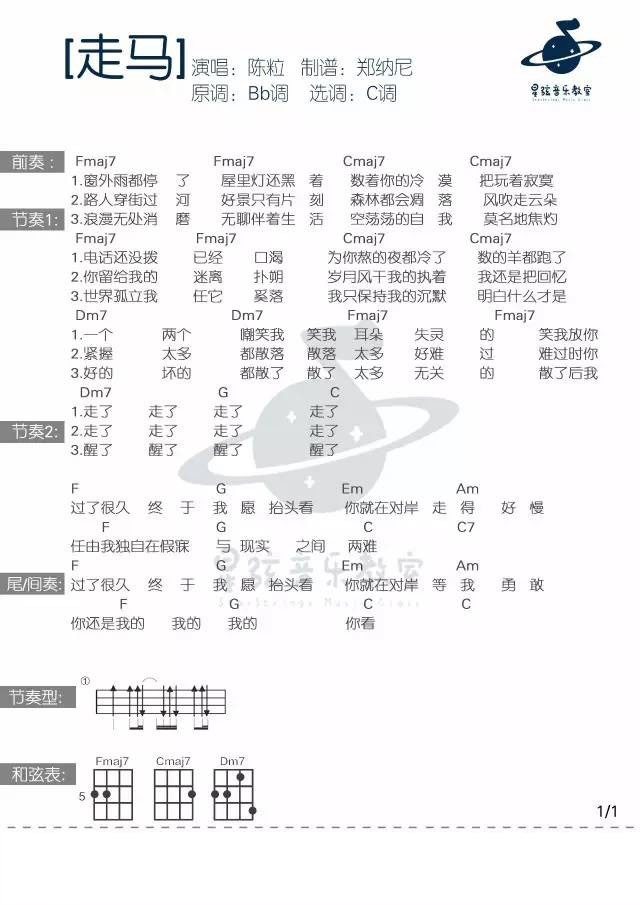 [走马]
演唱：陈粒 制谱：郑纳尼
原调：Bb调 选调：C调
星弦音乐教室
StarStrings Music Class
前奏： Fmaj7 Fmaj7 Cmaj7 Cmaj7
1.窗外雨都停 了 屋里灯还黑 着 数着你的冷 漠 把玩着寂寞
2.路人穿街过 河 好景只有片 刻 森林都会凋 落 风吹走云朵
节奏1: 3.浪漫无处消 磨 无聊伴着生 活 空荡荡的自 我 莫名地焦灼
Fmaj7 Fmaj7 Cmaj7 Cmaj7
1.电话还没拨 已经 口渴 为你熬的夜都冷了 数的羊都跑了
2.你留给我的 迷离 扑朔 岁月风干我的执着 我还是把回忆
3.世界孤立我 任它 奚落 我只保持我的沉默 明白什么才是
Dm7 Dm7 Fmaj7 Fmaj7
1.一个 两个 嘲笑我 笑我 耳朵 失灵 的 笑我放你
2.紧握 太多 都散落 散落 太多 好难 过 难过时你
3.好的 坏的 都散了 散了 太多 无关 的 散了后我
Dm7 G C
1.走了 走了 走了 走了
节奏2: 2.走了 走了 走了 走了
3.醒了 醒了 醒了 醒了
F G Em Am
过了很久 终 于 我 愿 抬头看 你就在对岸 走 得 好 慢
F G C C7
任由我独自在假寐 与 现实 之间 两难
星弦音乐教室
F G Em Am
尾/间奏: 过了很久 终 于 我 愿 抬头看 你就在对岸 等 我 勇 敢
StarStrings Music Class
F G C C
你还是我的 我的 我的 你看
①
节奏型:
Fmaj7 Cmaj7 Dm7
和弦表:
5
1/1